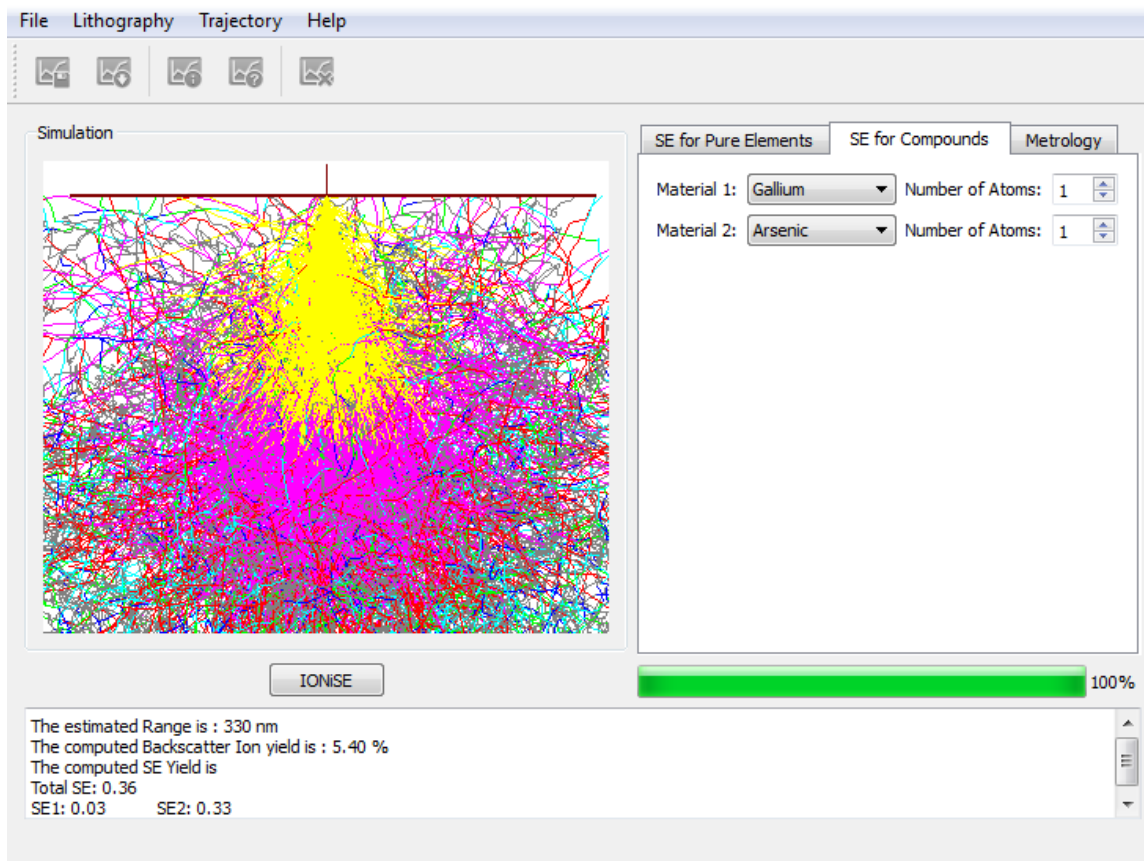 File Lithography Trajectory Help
Simulation
SE for Pure Elements SE for Compounds Metrology
Material 1: Gallium Number of Atoms: 1
Material 2: Arsenic Number of Atoms: 1
IONiSE
100%
The estimated Range is : 330 nm
The computed Backscatter Ion yield is : 5.40 %
The computed SE Yield is
Total SE: 0.36
SE1: 0.03 SE2: 0.33